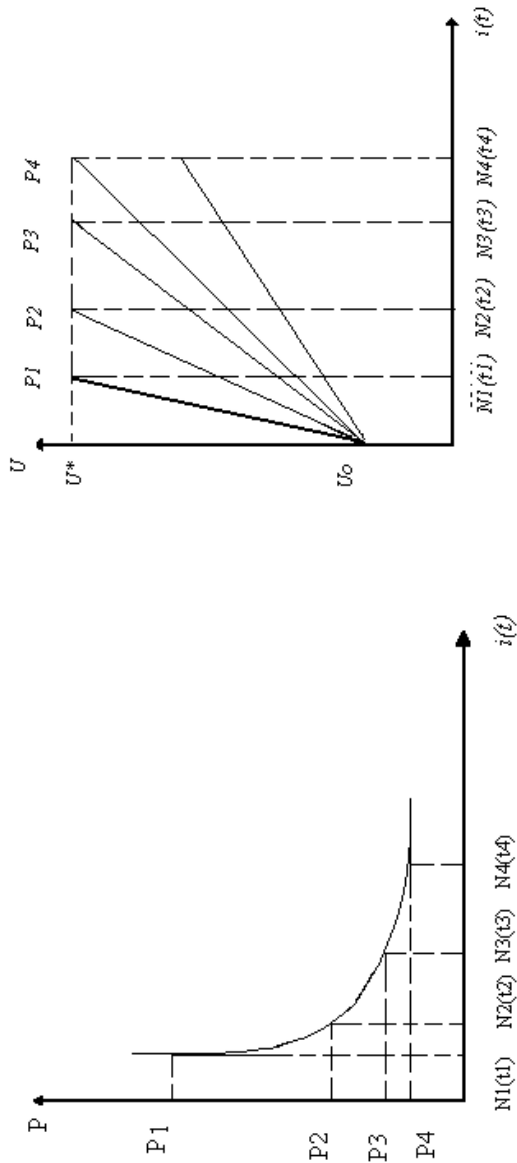 P
P1
P2
P3
P4
N1(t1) N2(t2) N3(t3) N4(t4) i(t)
U
P1 P2 P3 P4
U*
Uo
N1(t1) N2(t2) N3(t3) N4(t4) i(t)